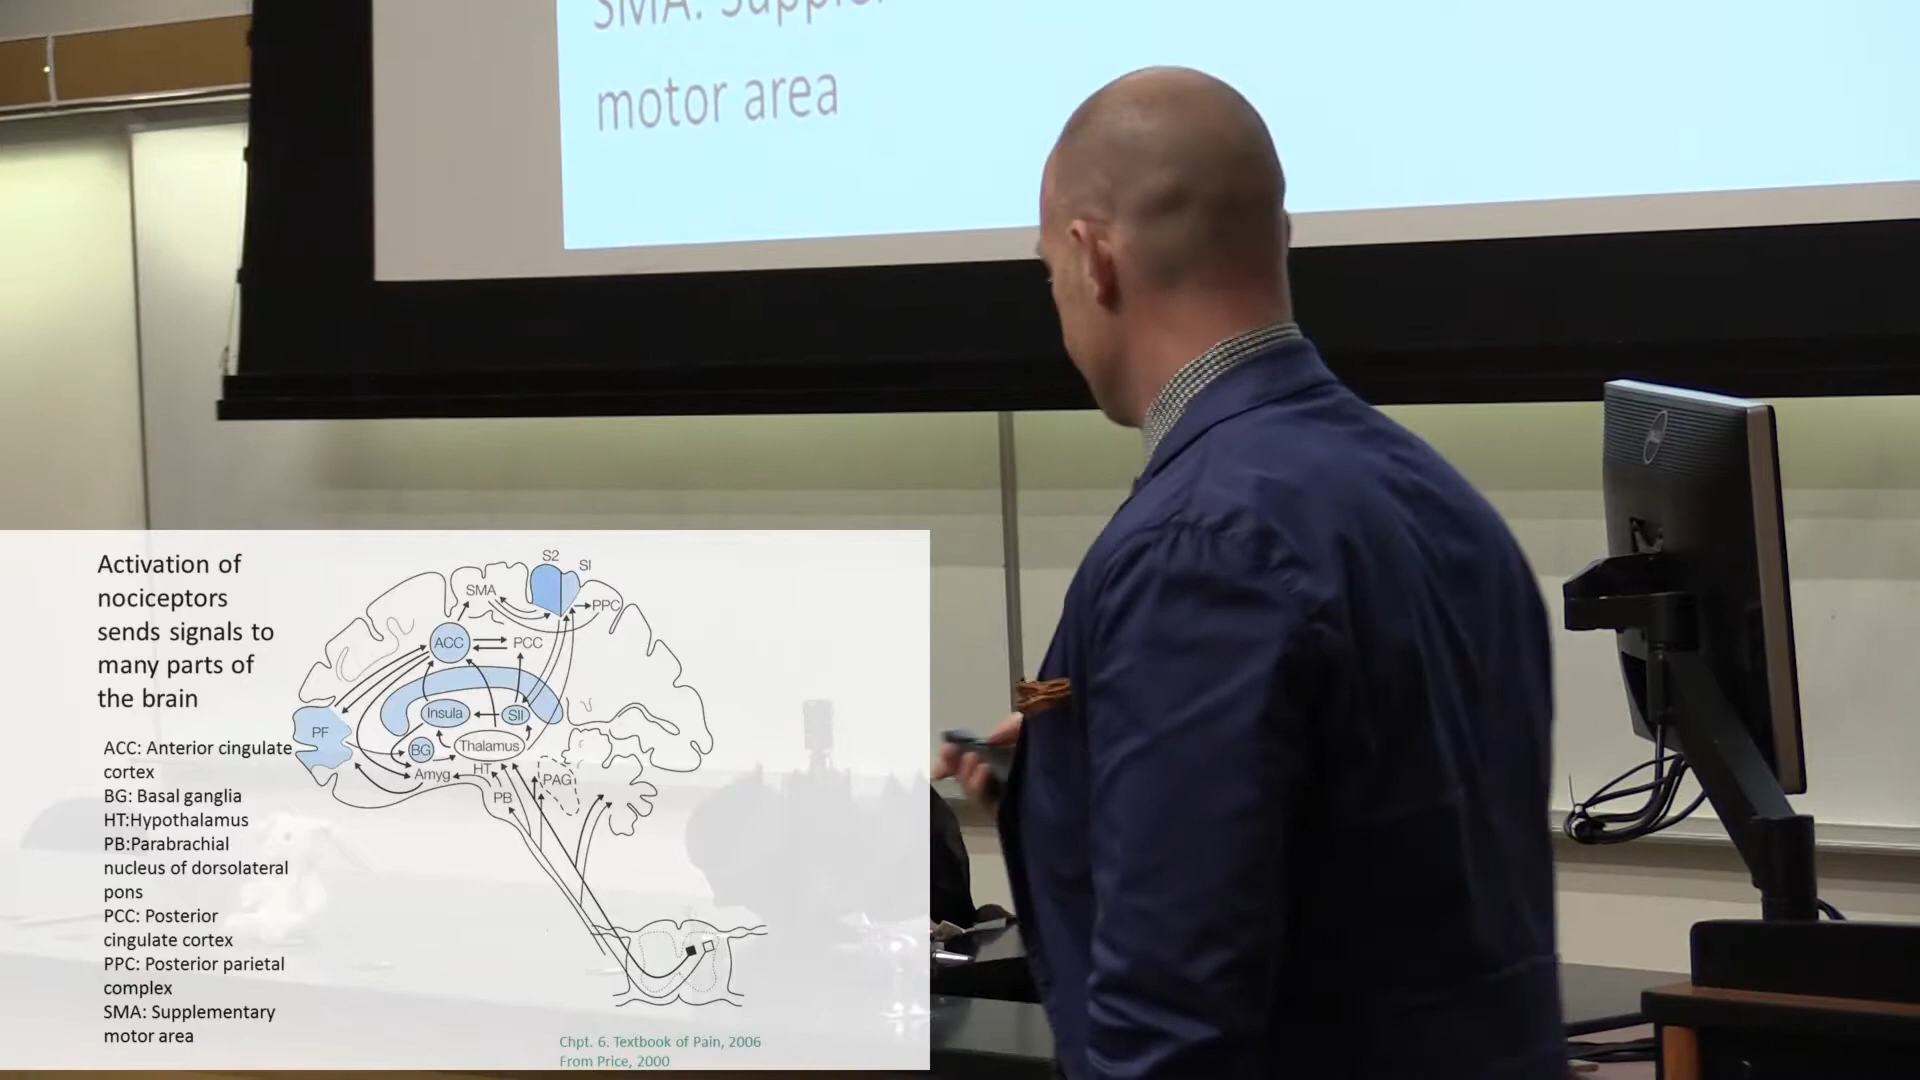 SMA: Supple
motor area
Activation of
nociceptors
sends signals to
many parts of
the brain
ACC: Anterior cingulate
cortex
BG: Basal ganglia
HT:Hypothalamus
PB:Parabrachial
nucleus of dorsolateral
pons
PCC: Posterior
cingulate cortex
PPC: Posterior parietal
complex
SMA: Supplementary
motor area
S2
SI
SMA
PPC
ACC
PCC
Insula
SII
PF
BG
Thalamus
Amyg
HT
PAG
PB
Chpt. 6. Textbook of Pain, 2006
From Price, 2000